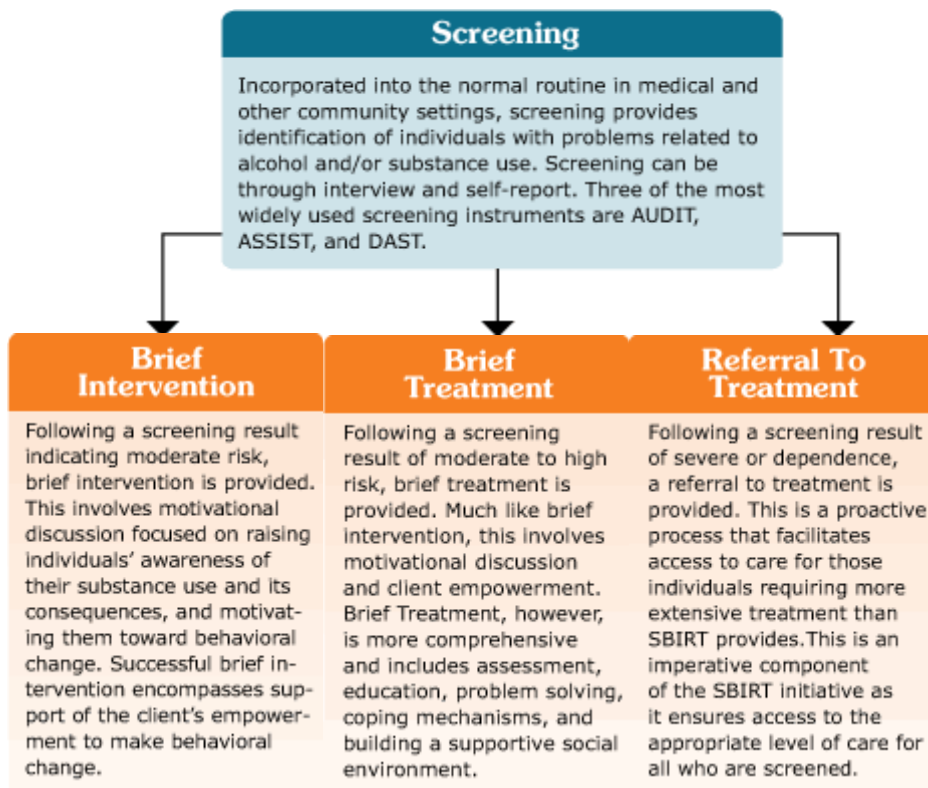 Screening
Incorporated into the normal routine in medical and
other community settings, screening provides
identification of individuals with problems related to
alcohol and/or substance use. Screening can be
through interview and self-report. Three of the most
widely used screening instruments are AUDIT,
ASSIST, and DAST.
Brief
Intervention
Following a screening result
indicating moderate risk,
brief intervention is provided.
This involves motivational
discussion focused on raising
individuals’ awareness of
their substance use and its
consequences, and motivat-
ing them toward behavioral
change. Successful brief in-
tervention encompasses sup-
port of the client’s empower-
ment to make behavioral
change.
Brief
Treatment
Following a screening
result of moderate to high
risk, brief treatment is
provided. Much like brief
intervention, this involves
motivational discussion
and client empowerment.
Brief Treatment, however,
is more comprehensive
and includes assessment,
education, problem solving,
coping mechanisms, and
building a supportive social
environment.
Referral To
Treatment
Following a screening result
of severe or dependence,
a referral to treatment is
provided. This is a proactive
process that facilitates
access to care for those
individuals requiring more
extensive treatment than
SBIRT provides.This is an
imperative component
of the SBIRT initiative as
it ensures access to the
appropriate level of care for
all who are screened.